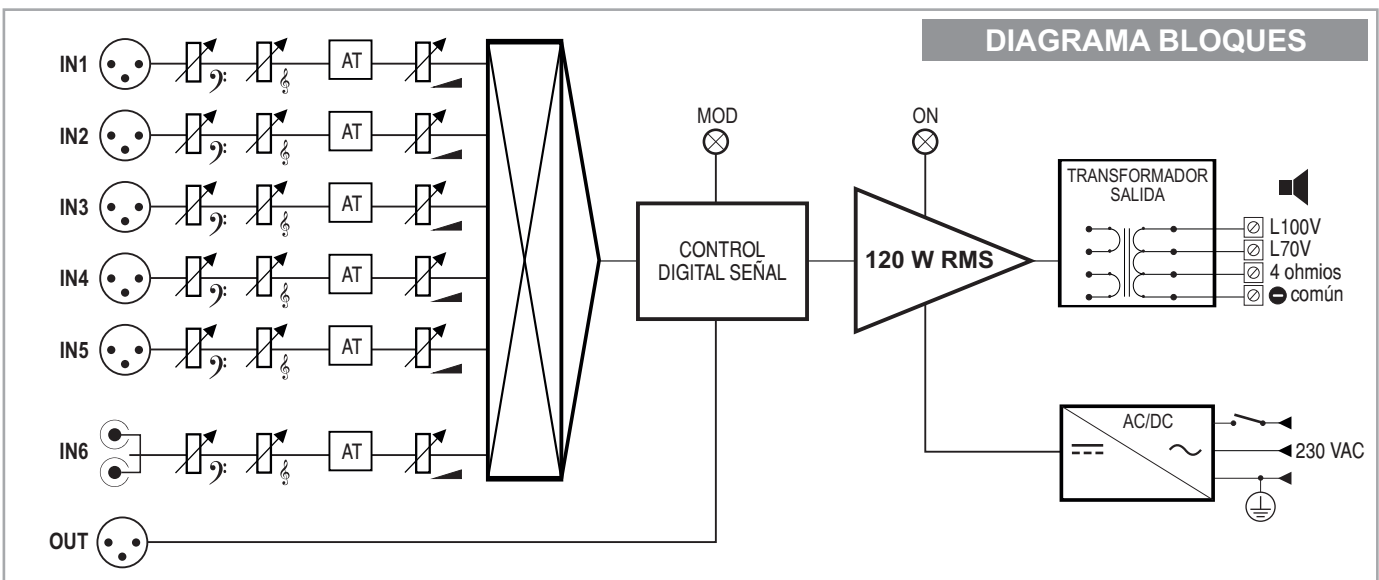 DIAGRAMA BLOQUES
IN1
AT
IN2
AT
IN3
AT
IN4
AT
IN5
AT
IN6
AT
OUT
MOD
CONTROL
DIGITAL SEÑAL
ON
120 W RMS
TRANSFORMADOR
SALIDA
L100V
L70V
4 ohmios
común
AC/DC
230 VAC